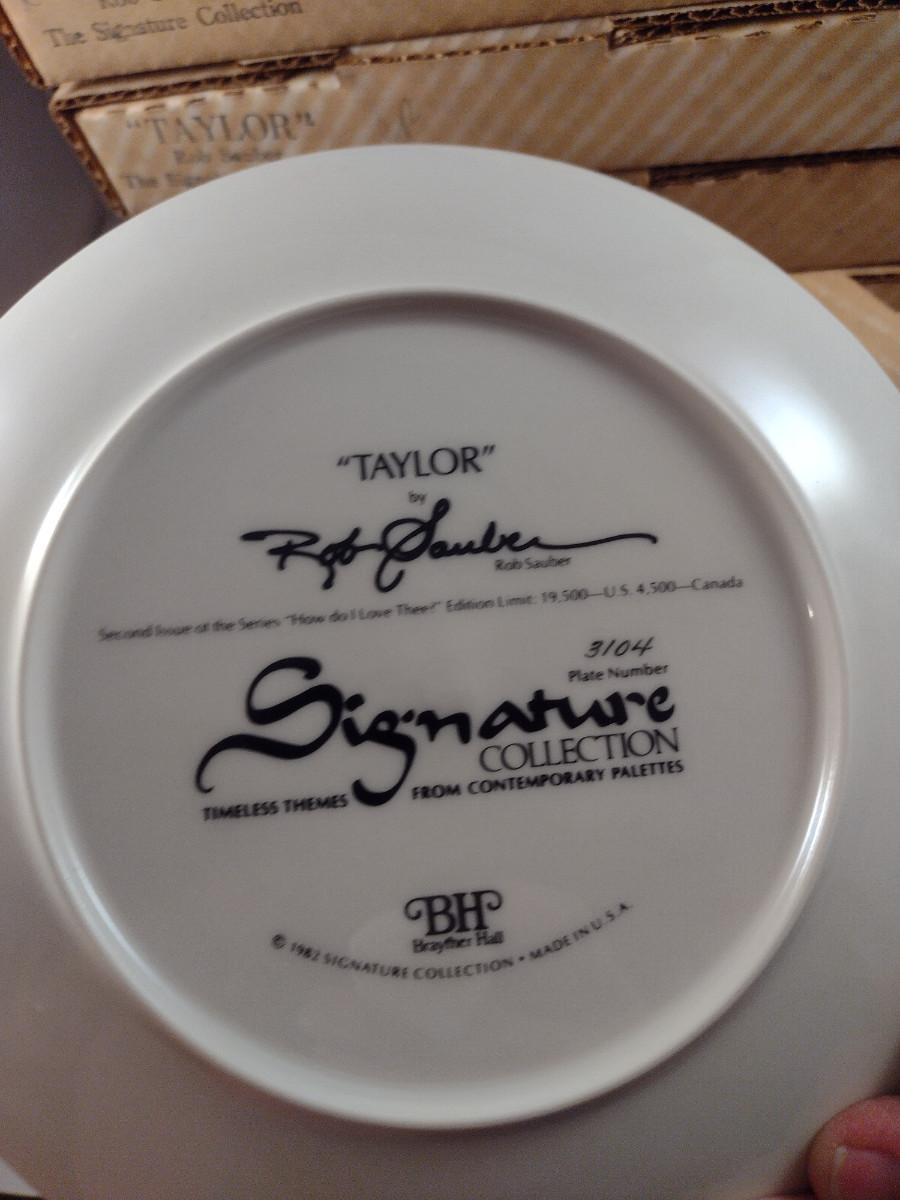 The Signature Collection
"TAYLOR"
Rob Sauber
The
"TAYLOR"
by
Rob Sauber
Rob Sauber
Second Issue of the Series "How do I Love Thee?" Edition Limit: 19,500—U.S. 4,500—Canada
3104
Plate Number
Signature
COLLECTION
TIMELESS THEMES FROM CONTEMPORARY PALETTES
BH
Brayther Hall
© 1982 SIGNATURE COLLECTION • MADE IN U.S.A.